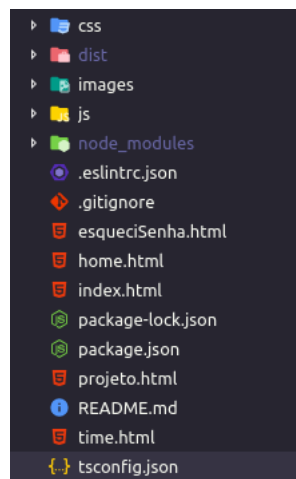 css
dist
images
js
node_modules
.eslintrc.json
.gitignore
esqueciSenha.html
home.html
index.html
package-lock.json
package.json
projeto.html
README.md
time.html
tsconfig.json